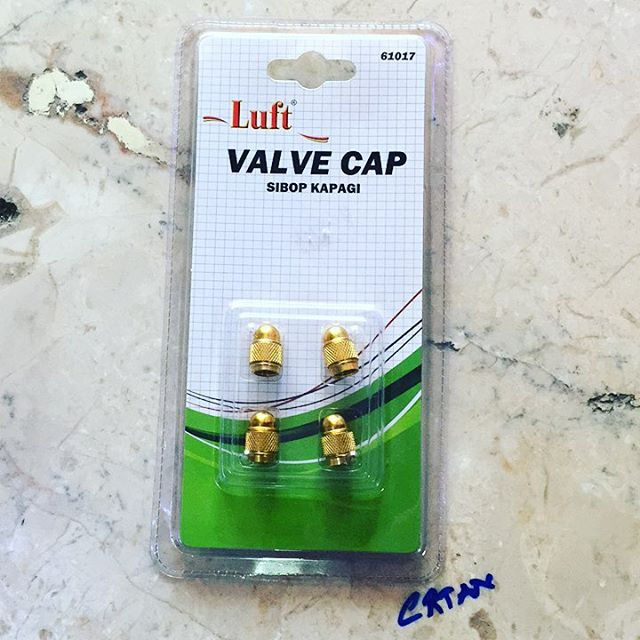 61017
Luft®
VALVE CAP
SIBOP KAPAGI